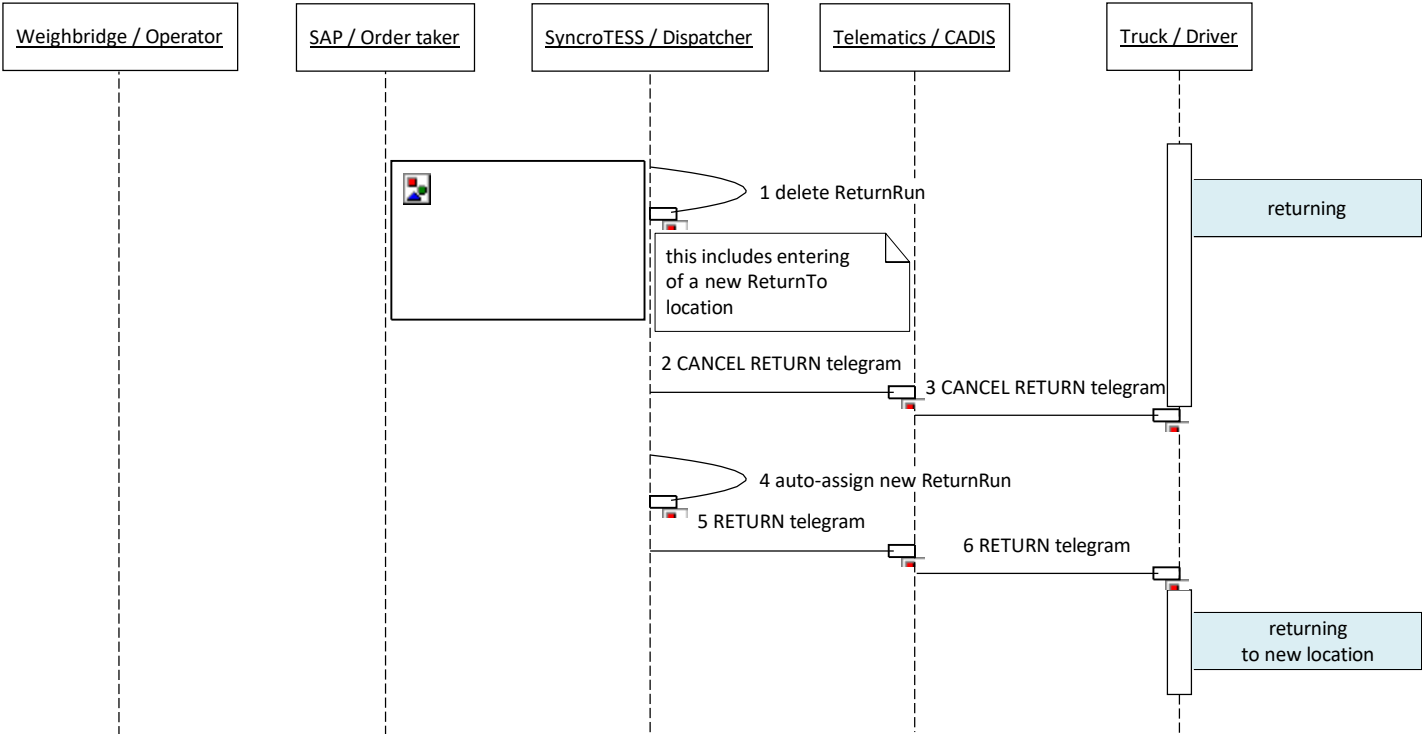 Weighbridge / Operator
SAP / Order taker
SyncroTESS / Dispatcher
Telematics / CADIS
Truck / Driver
1 delete ReturnRun
returning
this includes entering
of a new ReturnTo
location
2 CANCEL RETURN telegram
3 CANCEL RETURN telegram
4 auto-assign new ReturnRun
5 RETURN telegram
6 RETURN telegram
returning
to new location